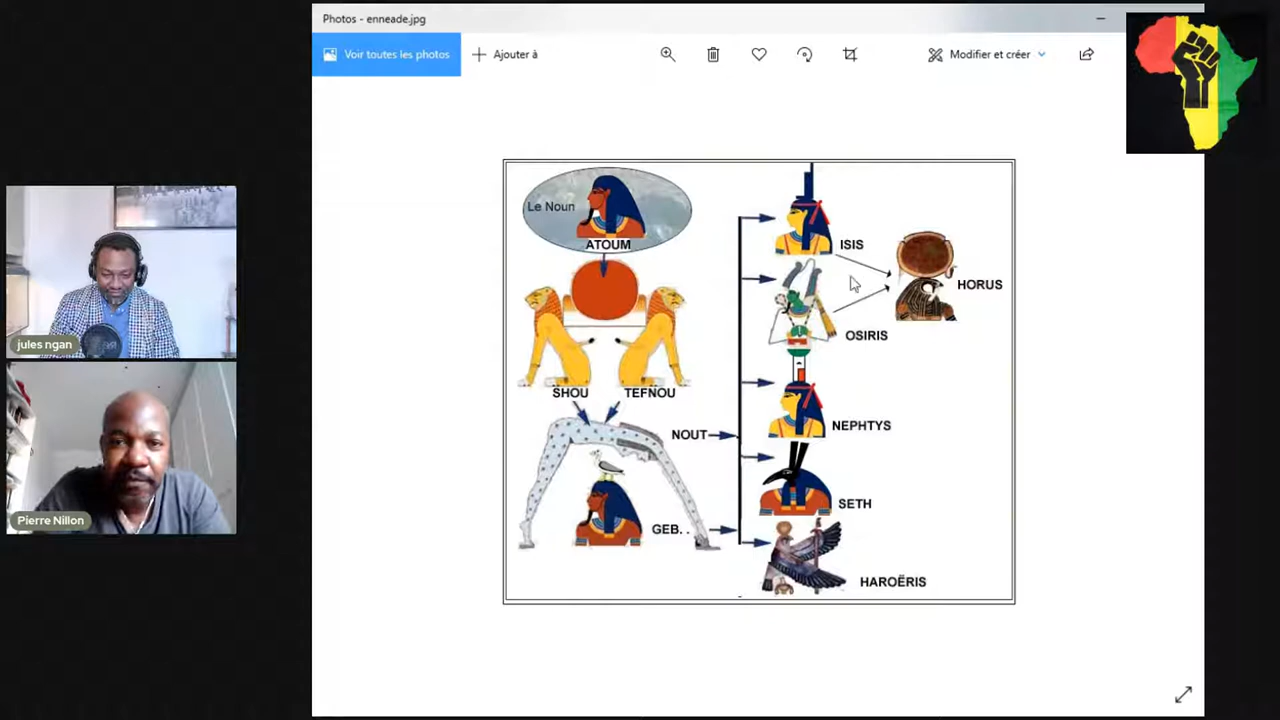 Photos - enneade.jpg
Voir toutes les photos
Ajouter à
Modifier et créer
Le Noun
ATOUM
ISIS
HORUS
OSIRIS
SHOU
TEFNOU
NOUT
NEPHTYS
GEB. .
SETH
HAROËRIS
jules ngan
Pierre Nillon